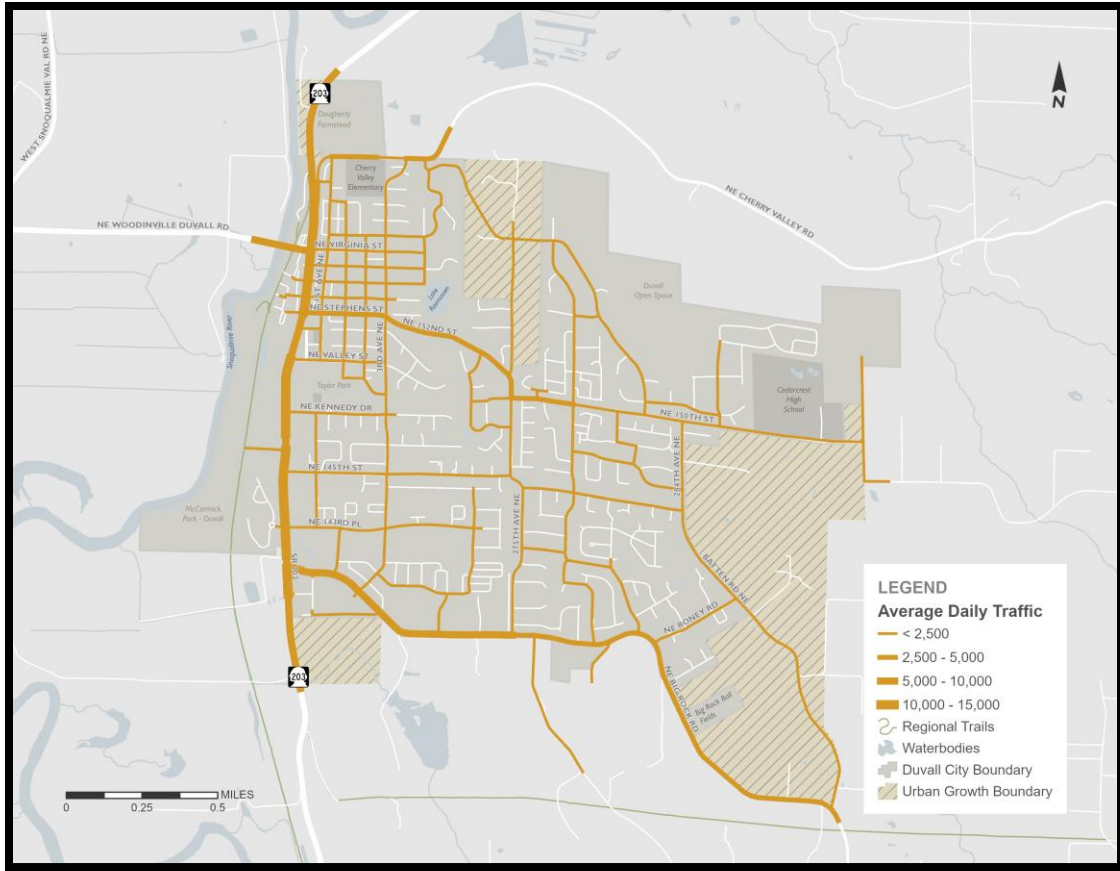 WEST SNOQUALMIE VAL RD NE
203
Dougherty
Farmstead
N
Cherry
Valley
Elementary
NE CHERRY VALLEY RD
NE WOODINVILLE DUVALL RD
NE VIRGINIA ST
1ST AVE NE
Lake
Rasmussen
Duvall
Open Space
NE STEPHENS ST
Snoqualmie River
NE 152ND ST
3RD AVE NE
NE VALLEY ST
Taylor Park
Cedarcrest
High
School
NE KENNEDY DR
NE 150TH ST
NE 145TH ST
284TH AVE NE
McCormick
Park - Duvall
NE 143RD PL
275TH AVE NE
SR 203
BATTEN RD NE
NE RONEY RD
203
NE BIG ROCK RD
Big Rock Ball
Fields
LEGEND
Average Daily Traffic
< 2,500
2,500 - 5,000
5,000 - 10,000
10,000 - 15,000
Regional Trails
Waterbodies
Duvall City Boundary
Urban Growth Boundary
MILES
0 0.25 0.5